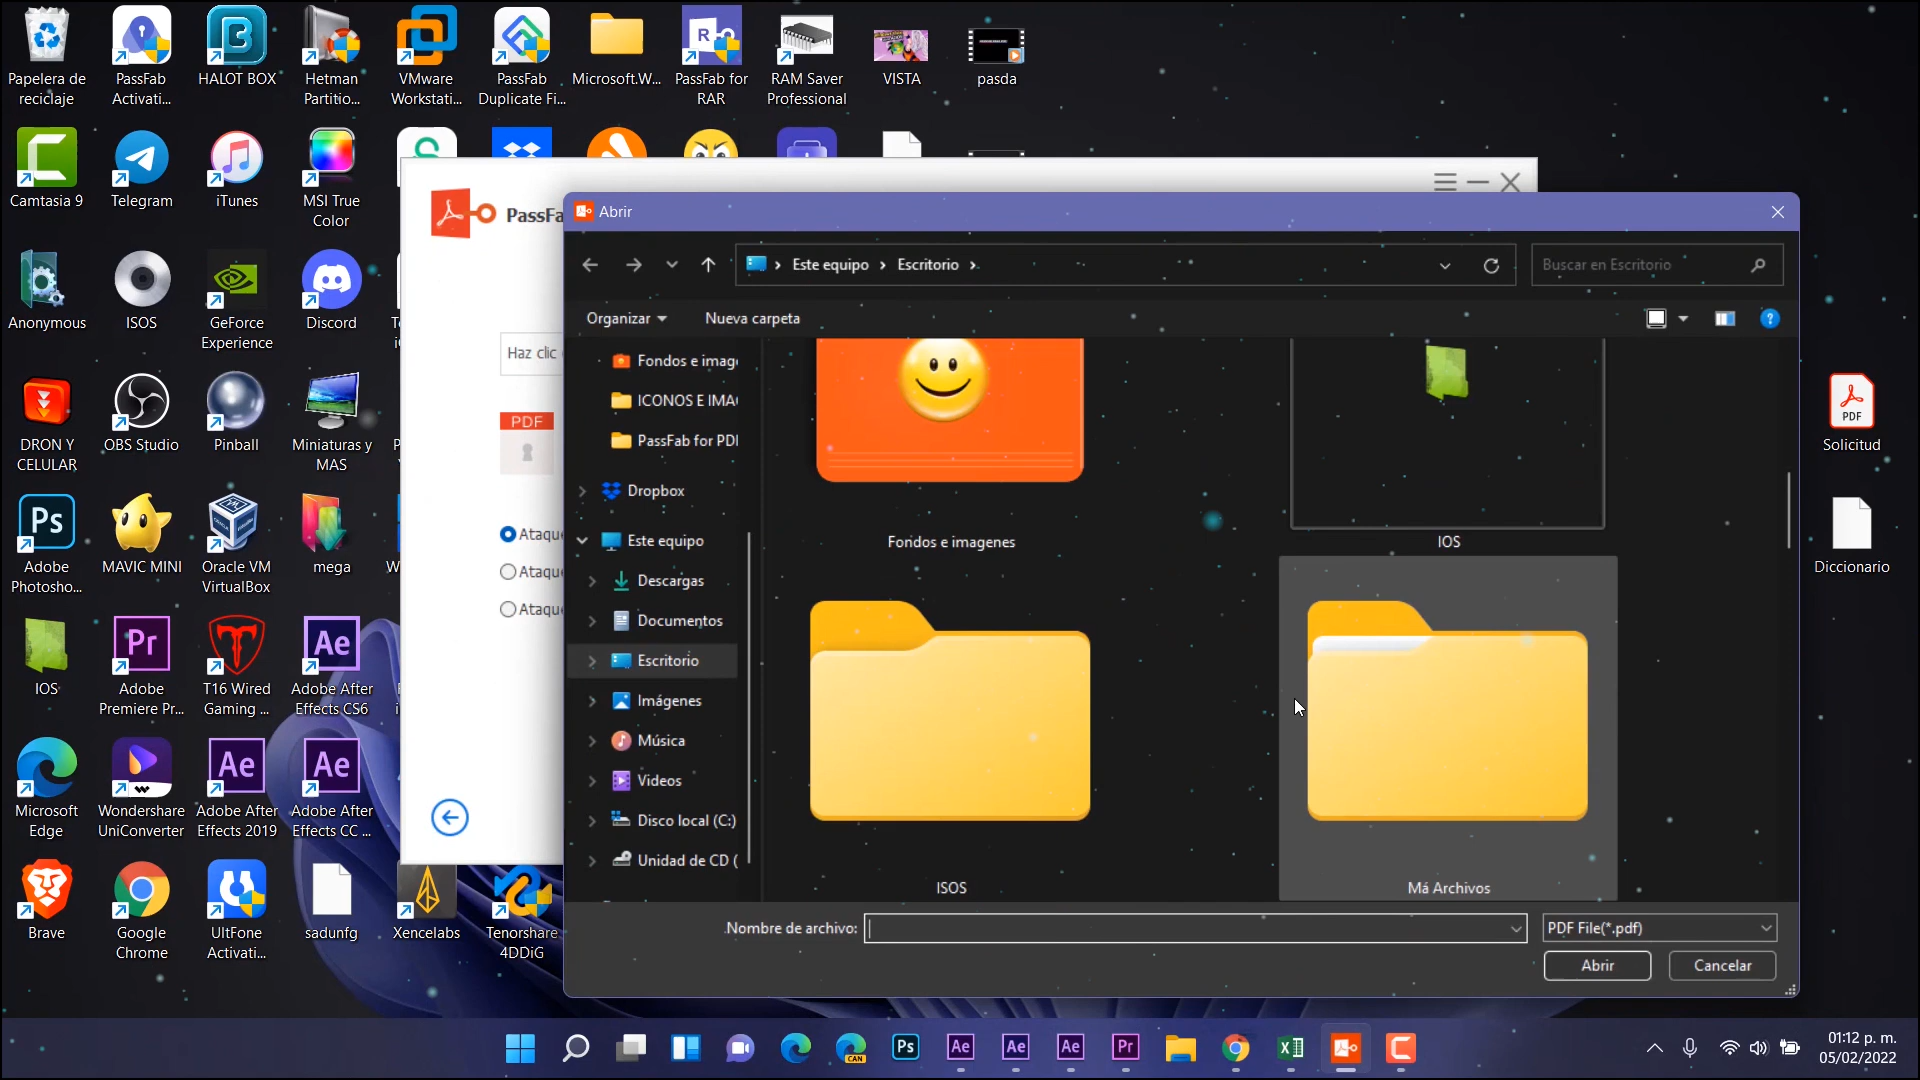 Papelera de
reciclaje
PassFab
Activati...
HALOT BOX
Hetman
Partitio...
VMware
Workstati...
PassFab
Duplicate Fi...
Microsoft.W...
PassFab for
RAR
RAM Saver
Professional
VISTA
pasda
Camtasia 9
Telegram
iTunes
MSI True
Color
Anonymous
ISOS
GeForce
Experience
Discord
DRON Y
CELULAR
OBS Studio
Pinball
Miniaturas y
MAS
Adobe
Photosho...
MAVIC MINI
Oracle VM
VirtualBox
mega
IOS
Adobe
Premiere Pr...
T16 Wired
Gaming ...
Adobe After
Effects CS6
Microsoft
Edge
Wondershare
UniConverter
Adobe After
Effects 2019
Adobe After
Effects CC ...
Brave
Google
Chrome
UltFone
Activati...
sadunfg
Xencelabs
Tenorshare
4DDiG
PassFa
Haz clic
PDF
Ataqu
Ataqu
Ataqu
Abrir
Este equipo
Escritorio
Buscar en Escritorio
Organizar
Nueva carpeta
Fondos e imag
ICONOS E IMA
PassFab for PD
Dropbox
Este equipo
Descargas
Documentos
Escritorio
Imágenes
Música
Videos
Disco local (C:)
Unidad de CD (
Fondos e imagenes
IOS
ISOS
Má Archivos
Nombre de archivo:
PDF File(*.pdf)
Abrir
Cancelar
PDF
Solicitud
Diccionario
CAN
Ps
Ae
Ae
Ae
Pr
01:12 p. m.
05/02/2022